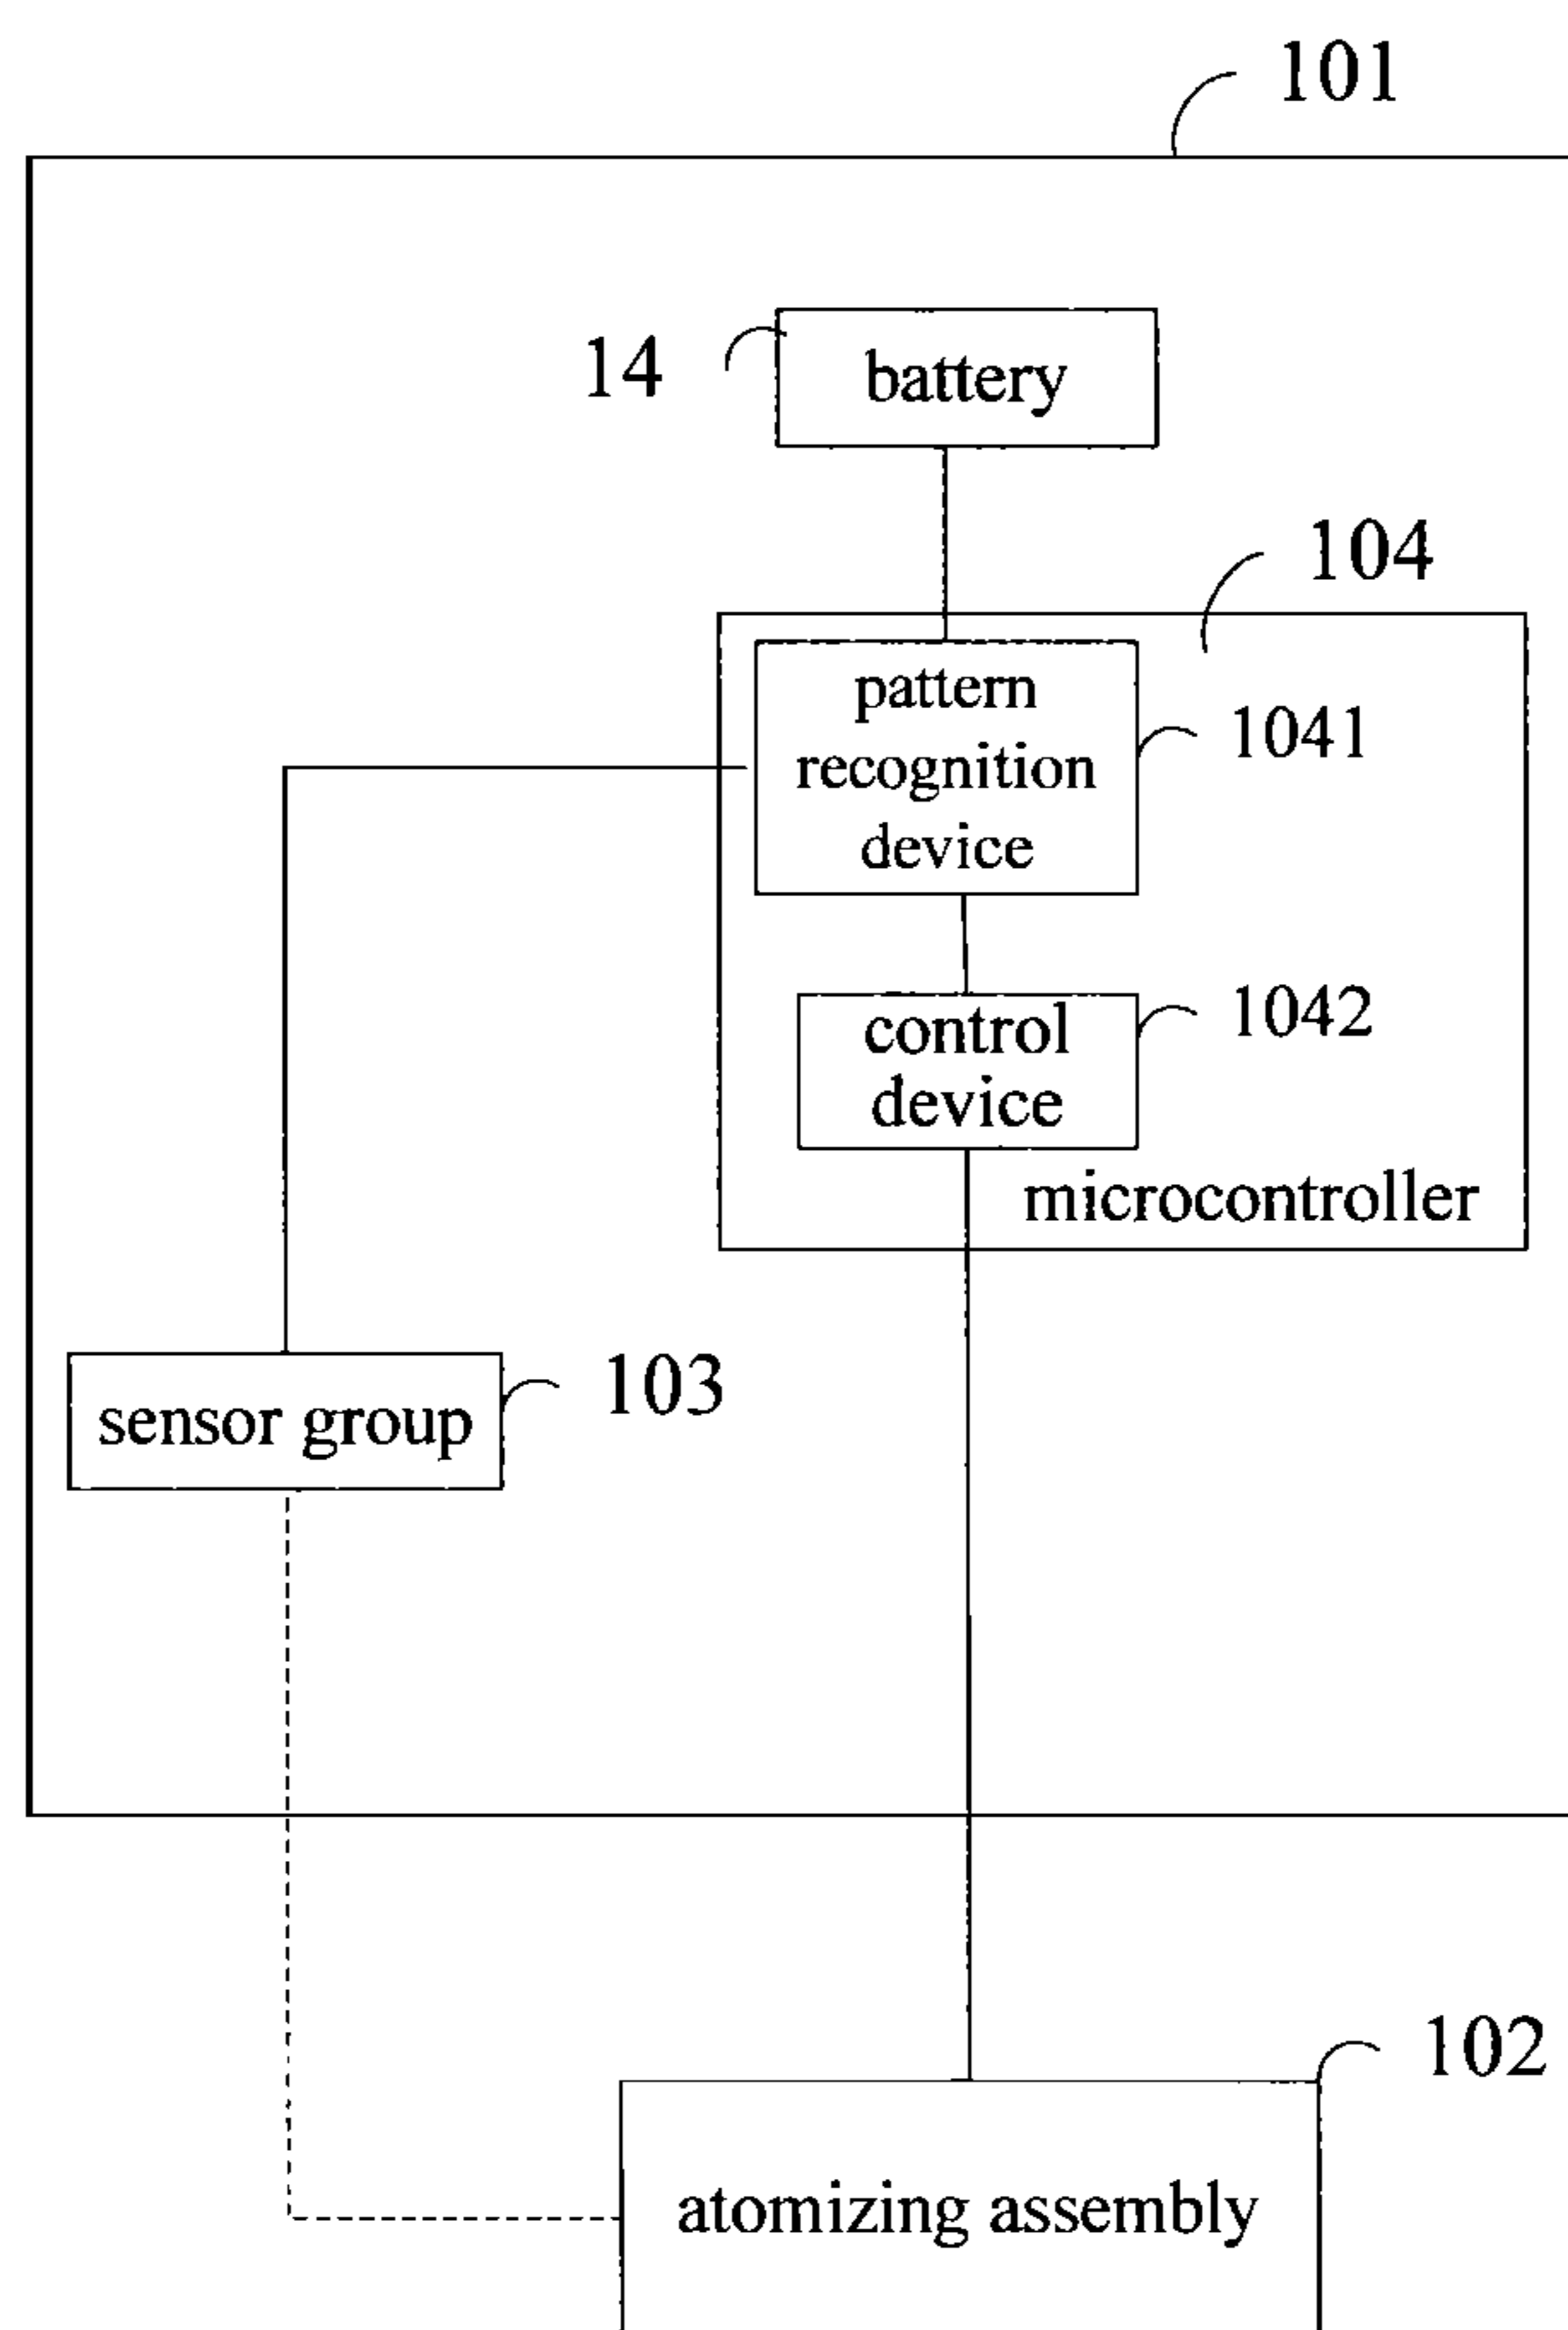 101
14
battery
104
pattern
recognition
device
1041
control
device
1042
microcontroller
sensor group
103
102
atomizing assembly